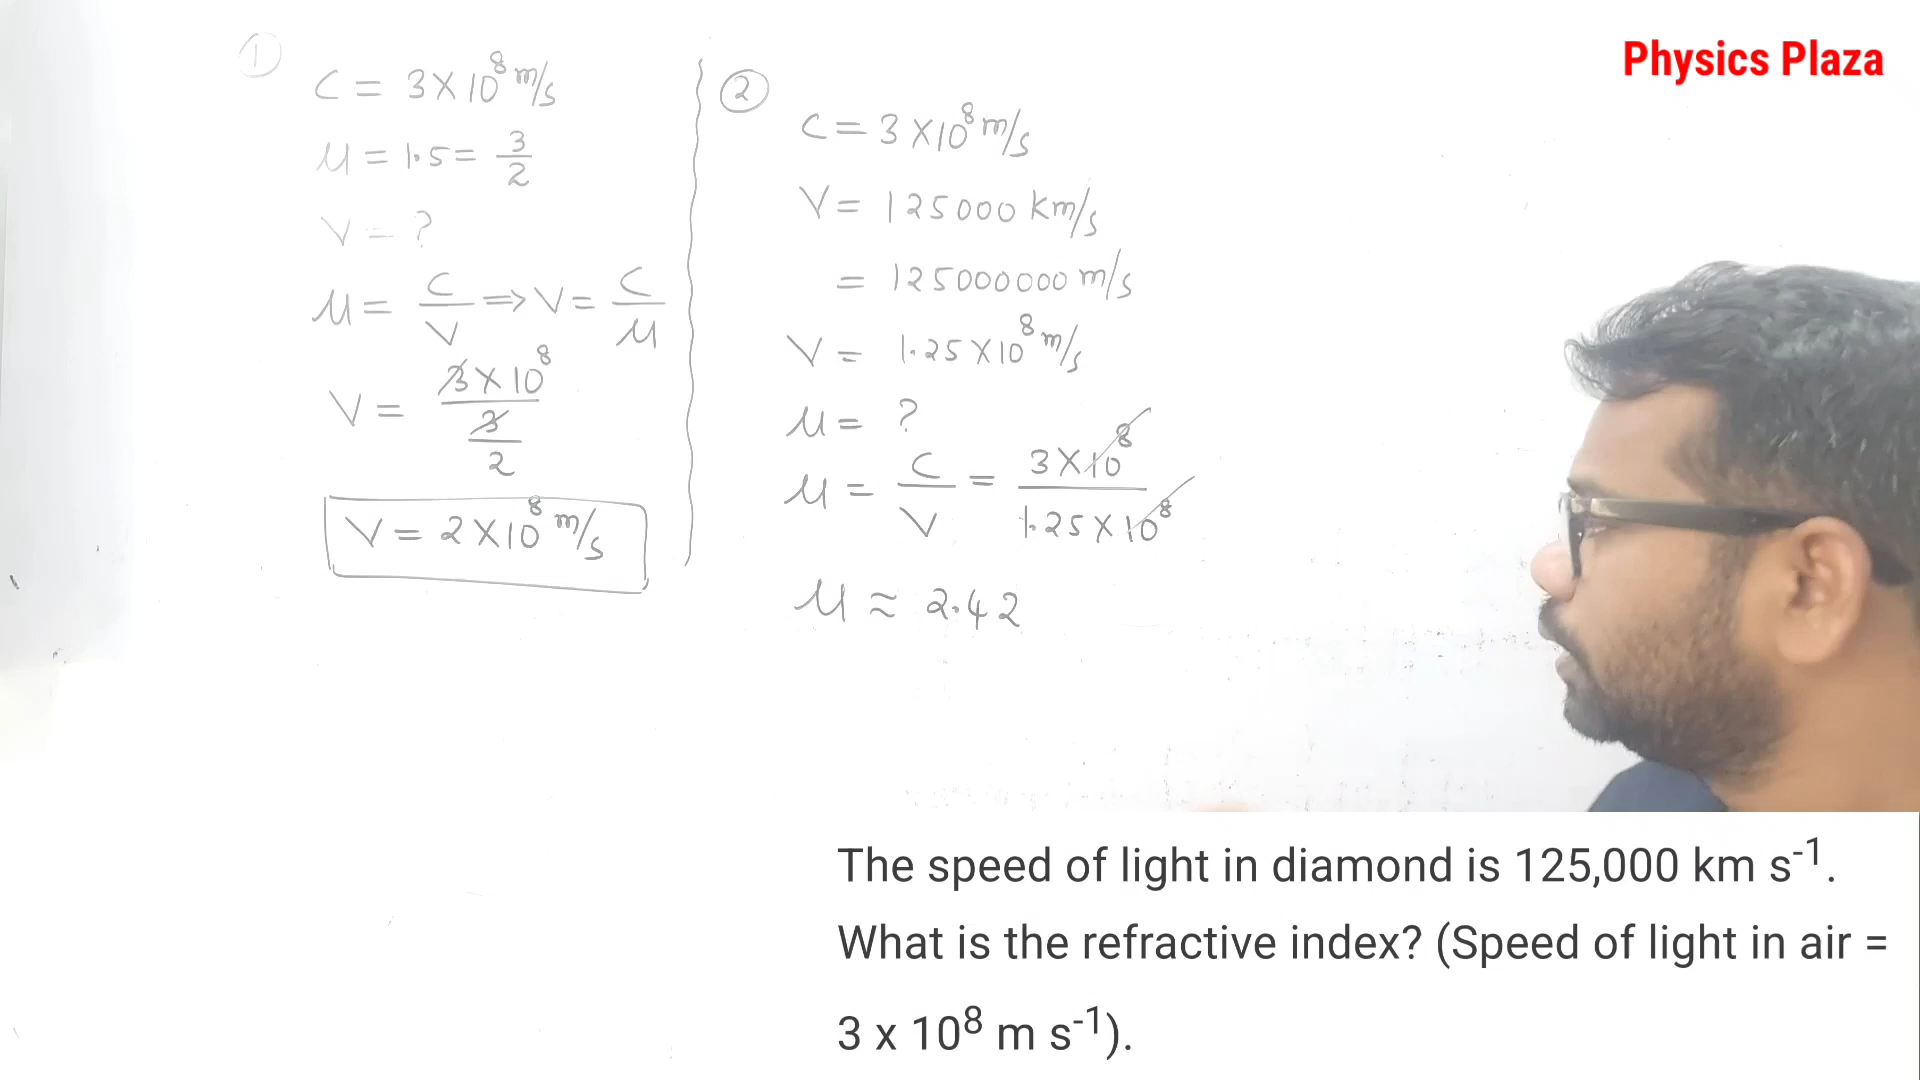 Physics Plaza
①
C = 3×10⁸ m/s
μ = 1.5 = 3/2
V = ?
μ = C/V ⇒ V = C/μ
V = 3×10⁸ / 3/2
V = 2×10⁸ m/s
②
C = 3×10⁸ m/s
V = 125000 km/s
= 125000000 m/s
V = 1.25×10⁸ m/s
μ = ?
μ = C/V = 3×10⁸ / 1.25×10⁸
μ ≈ 2.42
The speed of light in diamond is 125,000 km s⁻¹.
What is the refractive index? (Speed of light in air =
3 x 10⁸ m s⁻¹).